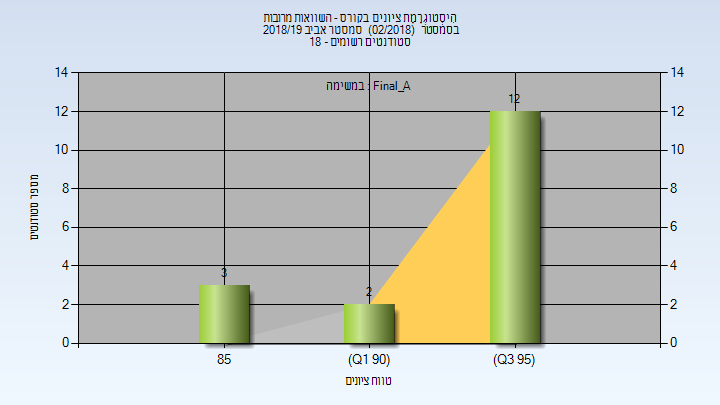 היסטוגרמת ציונים בקורס - השוואות מרובות
בסמסטר (02/2018) סמסטר אביב 2018/19
סטודנטים רשומים - 18
במשימה : Final_A
14 14
12 12
10 10
8 8
6 6
4 4
2 2
0 0
3
2
12
מספר סטודנטים
85
(Q1 90)
(Q3 95)
טווח ציונים